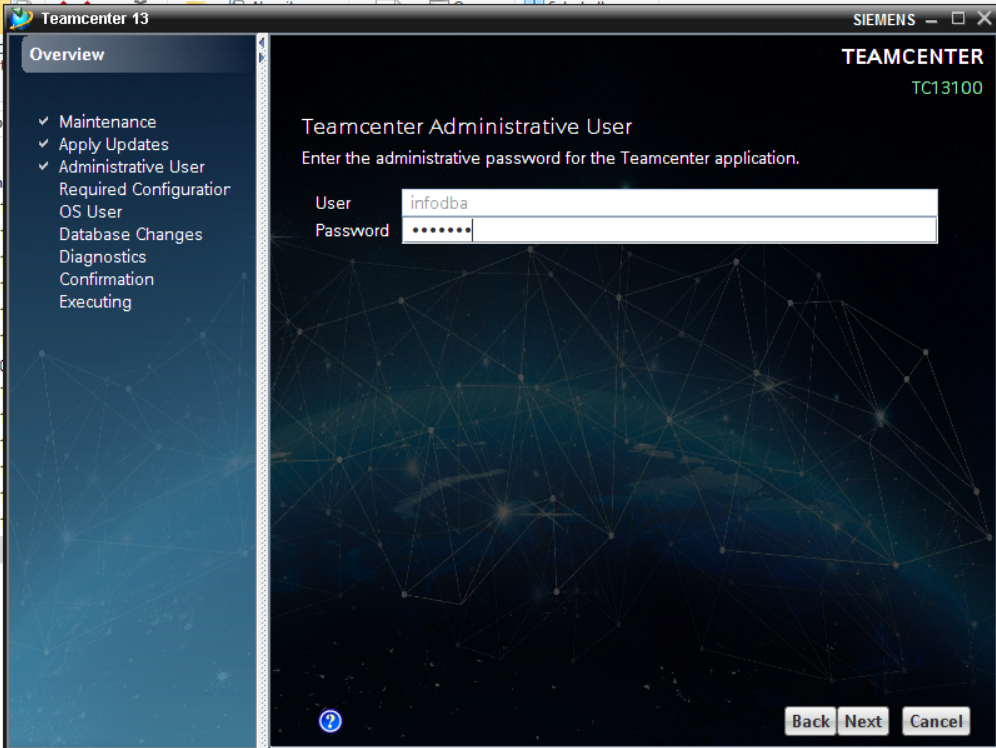 Teamcenter 13
SIEMENS
Overview
Maintenance
Apply Updates
Administrative User
Required Configuration
OS User
Database Changes
Diagnostics
Confirmation
Executing
TEAMCENTER
TC13100
Teamcenter Administrative User
Enter the administrative password for the Teamcenter application.
User infodba
Password •••••••
?
Back Next Cancel